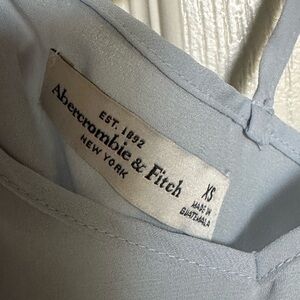 EST. 1892
Abercrombie & Fitch
NEW YORK
XS
MADE IN
GUATEMALA